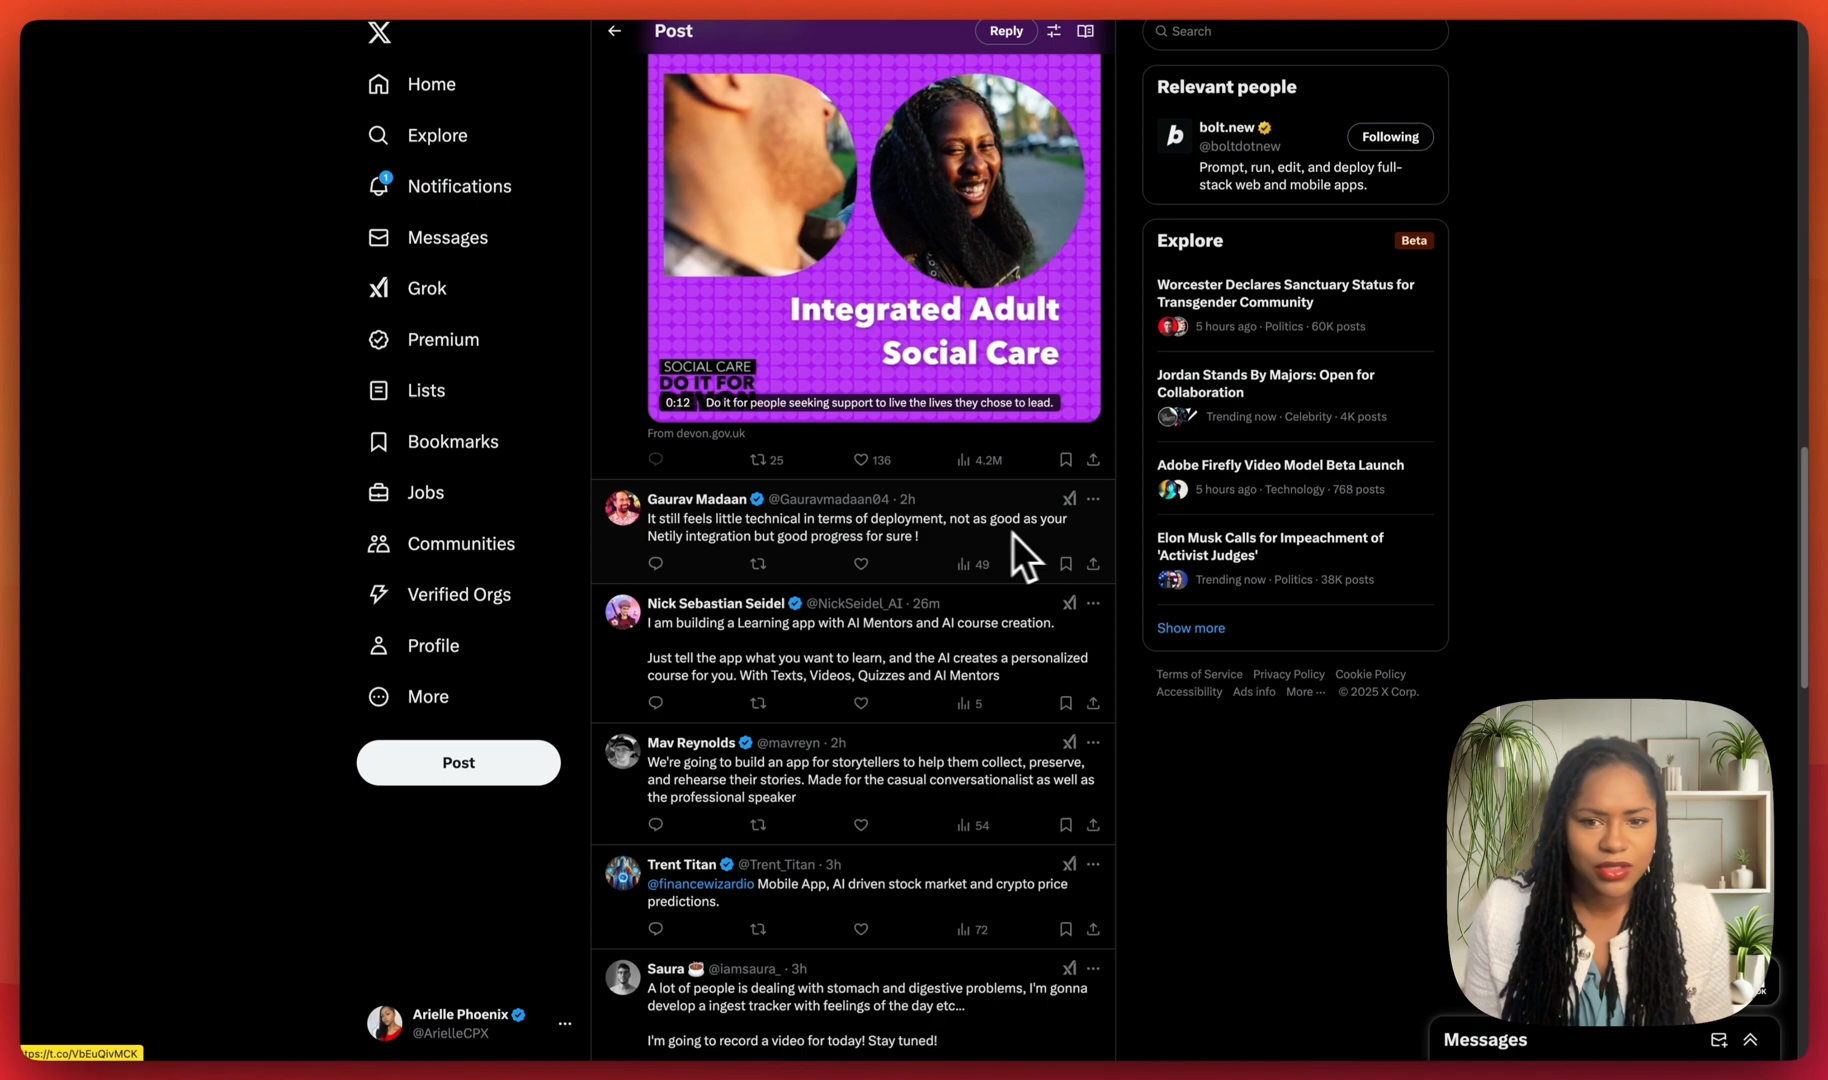 Home
Explore
1
Notifications
Messages
Grok
Premium
Lists
Bookmarks
Jobs
Communities
Verified Orgs
Profile
More
Post
Arielle Phoenix
@ArielleCPX
tps://t.co/VbEuQivMCK
Post
Reply
Integrated Adult
Social Care
SOCIAL CARE
DO IT FOR
0:12 Do it for people seeking support to live the lives they chose to lead.
From devon.gov.uk
25 136 4.2M
Gaurav Madaan @Gauravmadaan04 · 2h
It still feels little technical in terms of deployment, not as good as your
Netily integration but good progress for sure !
49
Nick Sebastian Seidel @NickSeidel_AI · 26m
I am building a Learning app with AI Mentors and AI course creation.
Just tell the app what you want to learn, and the AI creates a personalized
course for you. With Texts, Videos, Quizzes and AI Mentors
5
Mav Reynolds @mavreyn · 2h
We're going to build an app for storytellers to help them collect, preserve,
and rehearse their stories. Made for the casual conversationalist as well as
the professional speaker
54
Trent Titan @Trent_Titan · 3h
@financewizardio Mobile App, AI driven stock market and crypto price
predictions.
72
Saura ☕ @iamsaura_ · 3h
A lot of people is dealing with stomach and digestive problems, I'm gonna
develop a ingest tracker with feelings of the day etc...
I'm going to record a video for today! Stay tuned!
Search
Relevant people
bolt.new
@boltdotnew
Following
Prompt, run, edit, and deploy full-
stack web and mobile apps.
Explore
Beta
Worcester Declares Sanctuary Status for
Transgender Community
5 hours ago · Politics · 60K posts
Jordan Stands By Majors: Open for
Collaboration
Trending now · Celebrity · 4K posts
Adobe Firefly Video Model Beta Launch
5 hours ago · Technology · 768 posts
Elon Musk Calls for Impeachment of
'Activist Judges'
Trending now · Politics · 38K posts
Show more
Terms of Service Privacy Policy Cookie Policy
Accessibility Ads info More ··· © 2025 X Corp.
Messages